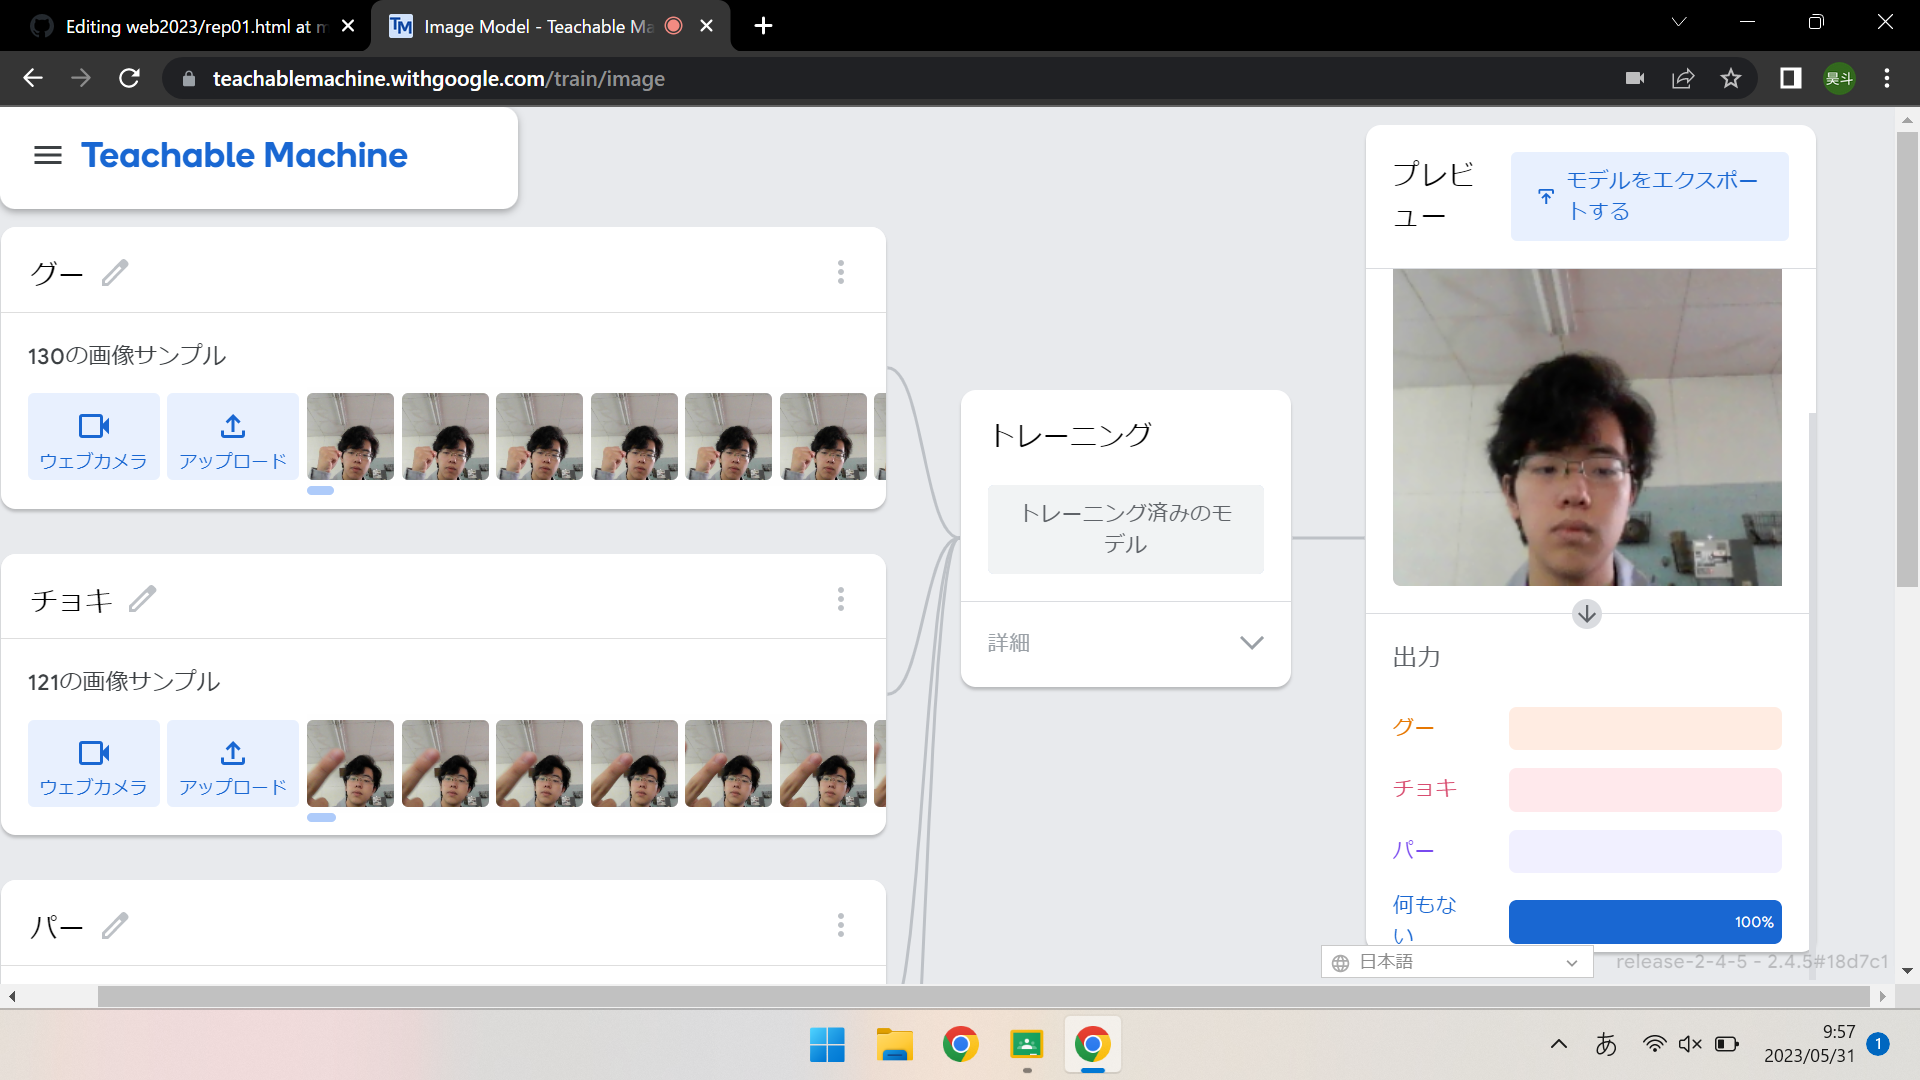 Editing web2023/rep01.html at m
Image Model - Teachable Ma
teachablemachine.withgoogle.com/train/image
昊斗
Teachable Machine
グー
130の画像サンプル
ウェブカメラ
アップロード
チョキ
121の画像サンプル
ウェブカメラ
アップロード
パー
トレーニング
トレーニング済みのモ
デル
詳細
プレビ
ュー
モデルをエクスポー
トする
出力
グー
チョキ
パー
何もな
い
100%
日本語
release-2-4-5 - 2.4.5#18d7c1
あ
9:57
2023/05/31
1